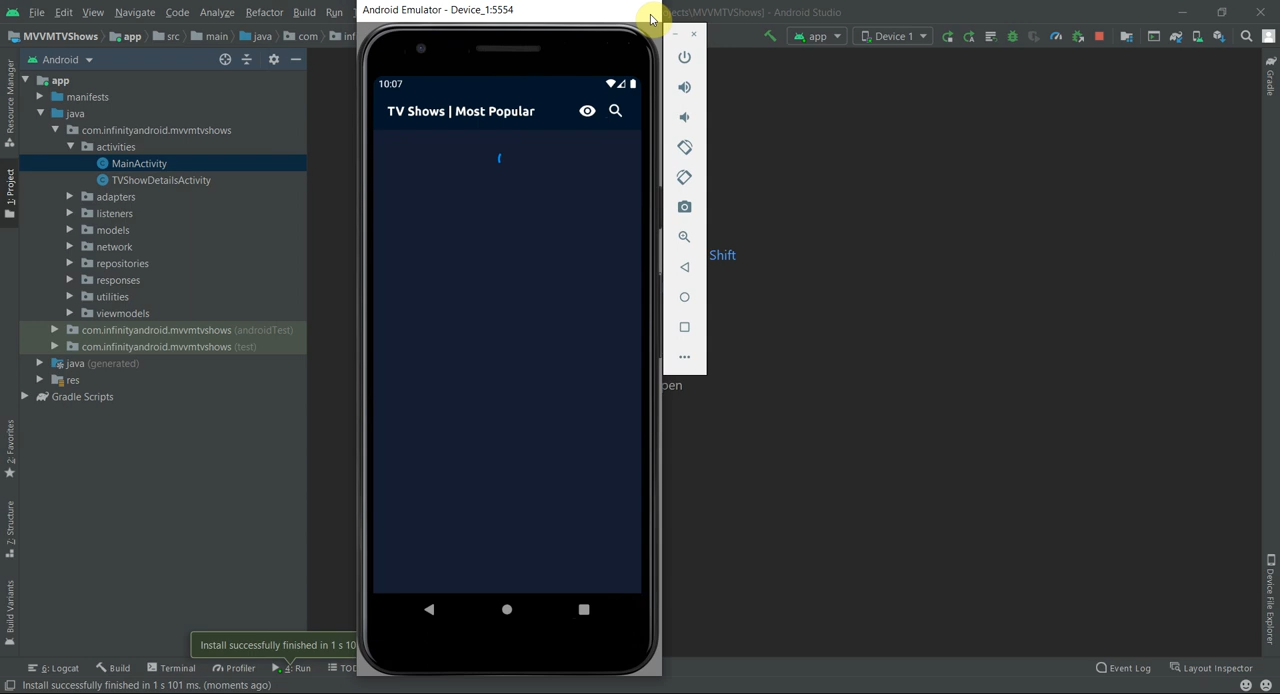 File Edit View Navigate Code Analyze Refactor Build Run
Android Emulator - Device_1:5554
MVVMTVShows] - Android Studio
MVVMTVShows app src main java com
app Device 1
Android
app
manifests
java
com.infinityandroid.mvvmtvshows
activities
MainActivity
TVShowDetailsActivity
adapters
listeners
models
network
repositories
responses
utilities
viewmodels
com.infinityandroid.mvvmtvshows (androidTest)
com.infinityandroid.mvvmtvshows (test)
java (generated)
res
Gradle Scripts
Resource Manager
1: Project
2: Favorites
7: Structure
Build Variants
10:07
TV Shows | Most Popular
Shift
Gradle
Device File Explorer
Install successfully finished in 1 s 10
6: Logcat Build Terminal Profiler 4: Run TOD
Event Log Layout Inspector
Install successfully finished in 1 s 101 ms. (moments ago)